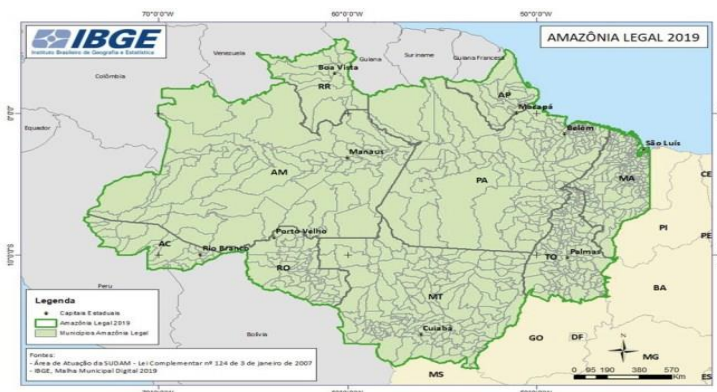 70°0'0"W
60°0'0"W
50°0'0"W
IBGE
Instituto Brasileiro de Geografia e Estatística
AMAZÔNIA LEGAL 2019
Venezuela
Guiana
Suriname
Guiana Francesa
Colômbia
Boa Vista
RR
AP
Macapá
Equador
Belém
São Luís
Manaus
AM
PA
MA
CE
PI
PE
Porto Velho
AC
Rio Branco
TO
Palmas
RO
BA
Peru
MT
Legenda
Capitais Estaduais
Amazônia Legal 2019
Municípios Amazônia Legal
Bolívia
Cuiabá
GO
DF
N
MG
Fontes:
- Área de Atuação da SUDAM - Lei Complementar nº 124 de 3 de janeiro de 2007
- IBGE, Malha Municipal Digital 2019
MS
0 95 190 380 570
Km
ES